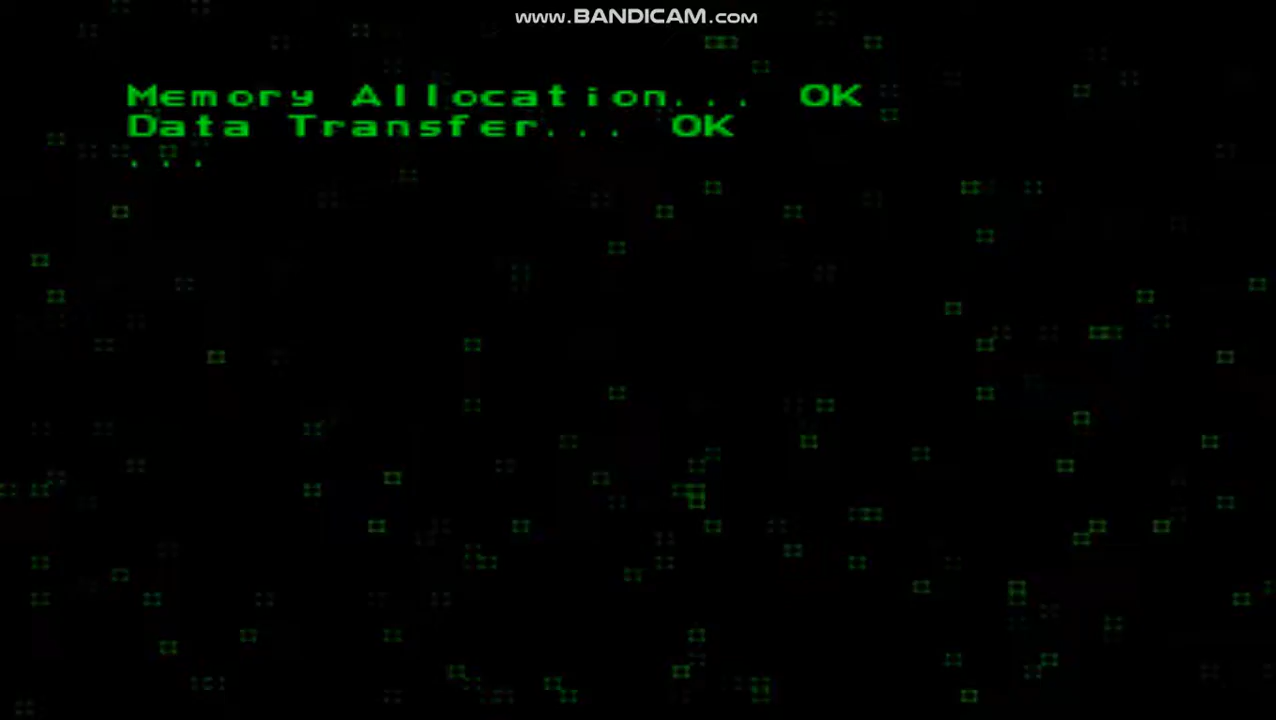 www.BANDICAM.com
Memory Allocation... OK
Data Transfer... OK
...